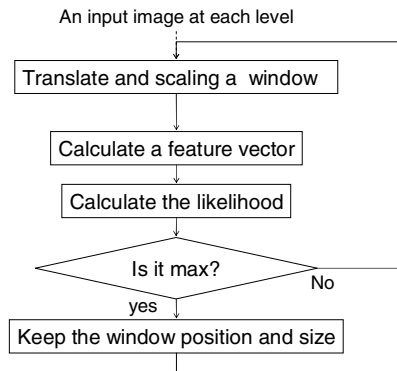 An input image at each level
Translate and scaling a window
Calculate a feature vector
Calculate the likelihood
Is it max?
No
yes
Keep the window position and size